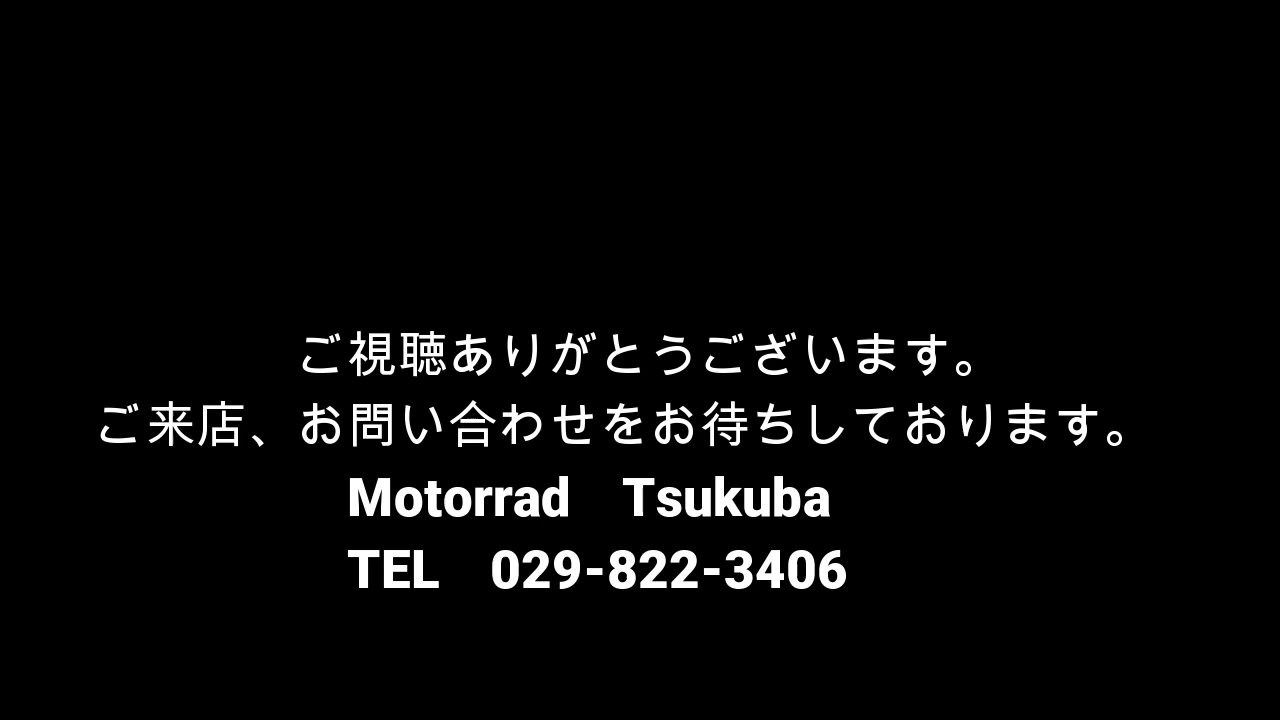 ご視聴ありがとうございます。
ご来店、お問い合わせをお待ちしております。
Motorrad　Tsukuba
TEL　029-822-3406